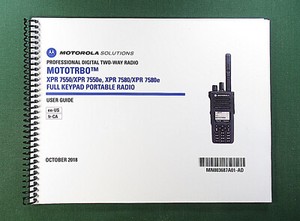 MOTOROLA SOLUTIONS
PROFESSIONAL DIGITAL TWO-WAY RADIO
MOTOTRBO™
XPR 7550/XPR 7550e, XPR 7580/XPR 7580e
FULL KEYPAD PORTABLE RADIO
USER GUIDE
en-US
fr-CA
OCTOBER 2018
MN003687A01-AD